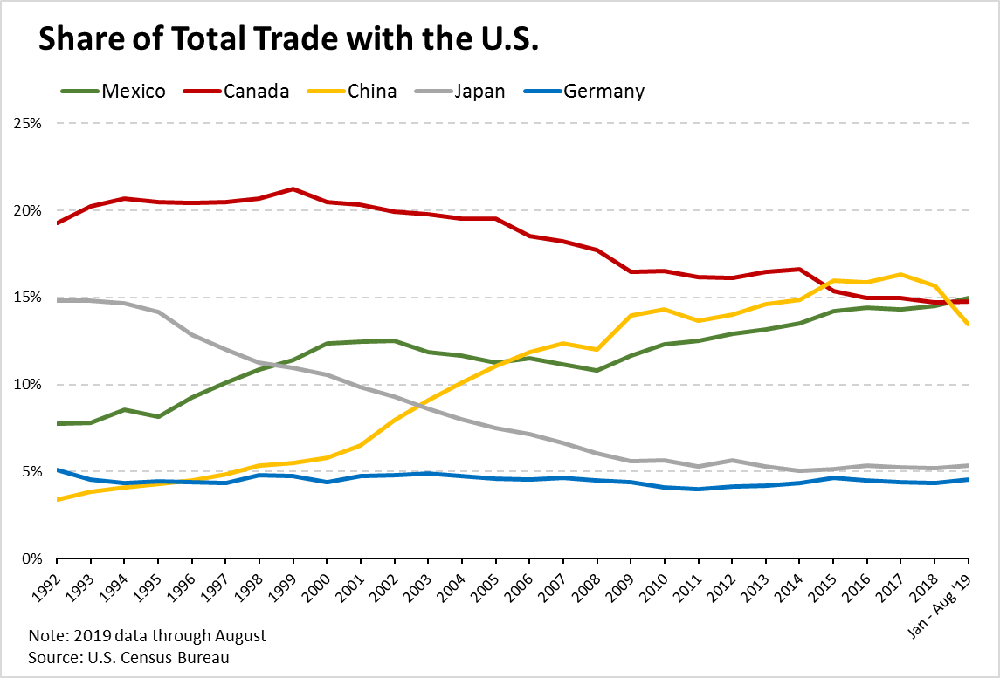 Share of Total Trade with the U.S.
Mexico Canada China Japan Germany
25%
20%
15%
10%
5%
0%
1992 1993 1994 1995 1996 1997 1998 1999 2000 2001 2002 2003 2004 2005 2006 2007 2008 2009 2010 2011 2012 2013 2014 2015 2016 2017 2018 Jan - Aug '19
Note: 2019 data through August
Source: U.S. Census Bureau